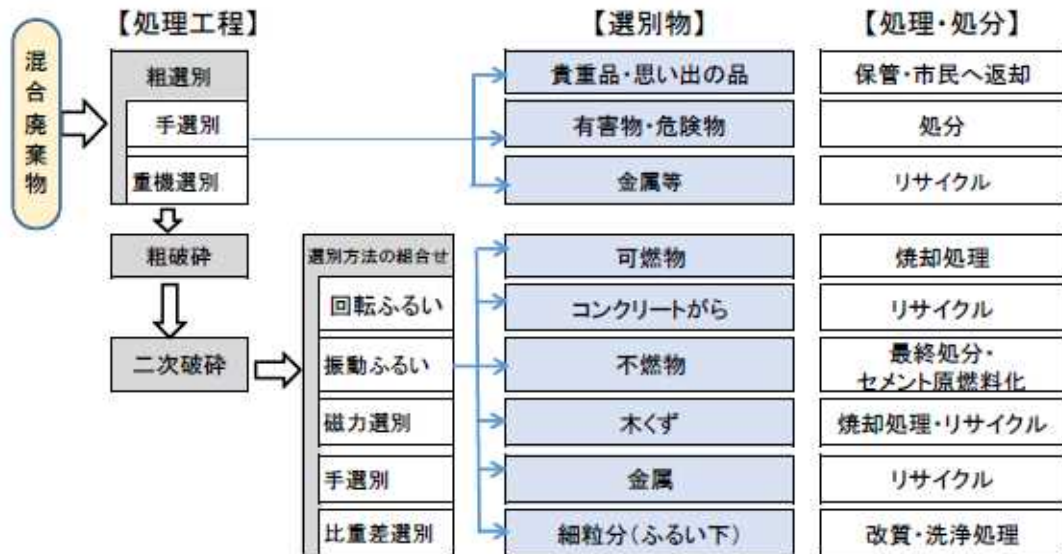 【処理工程】
【選別物】
【処理・処分】
混合廃棄物
粗選別
手選別
重機選別
貴重品・思い出の品
保管・市民へ返却
有害物・危険物
処分
金属等
リサイクル
粗破砕
二次破砕
選別方法の組合せ
回転ふるい
振動ふるい
磁力選別
手選別
比重差選別
可燃物
焼却処理
コンクリートがら
リサイクル
不燃物
最終処分・
セメント原燃料化
木くず
焼却処理・リサイクル
金属
リサイクル
細粒分(ふるい下)
改質・洗浄処理